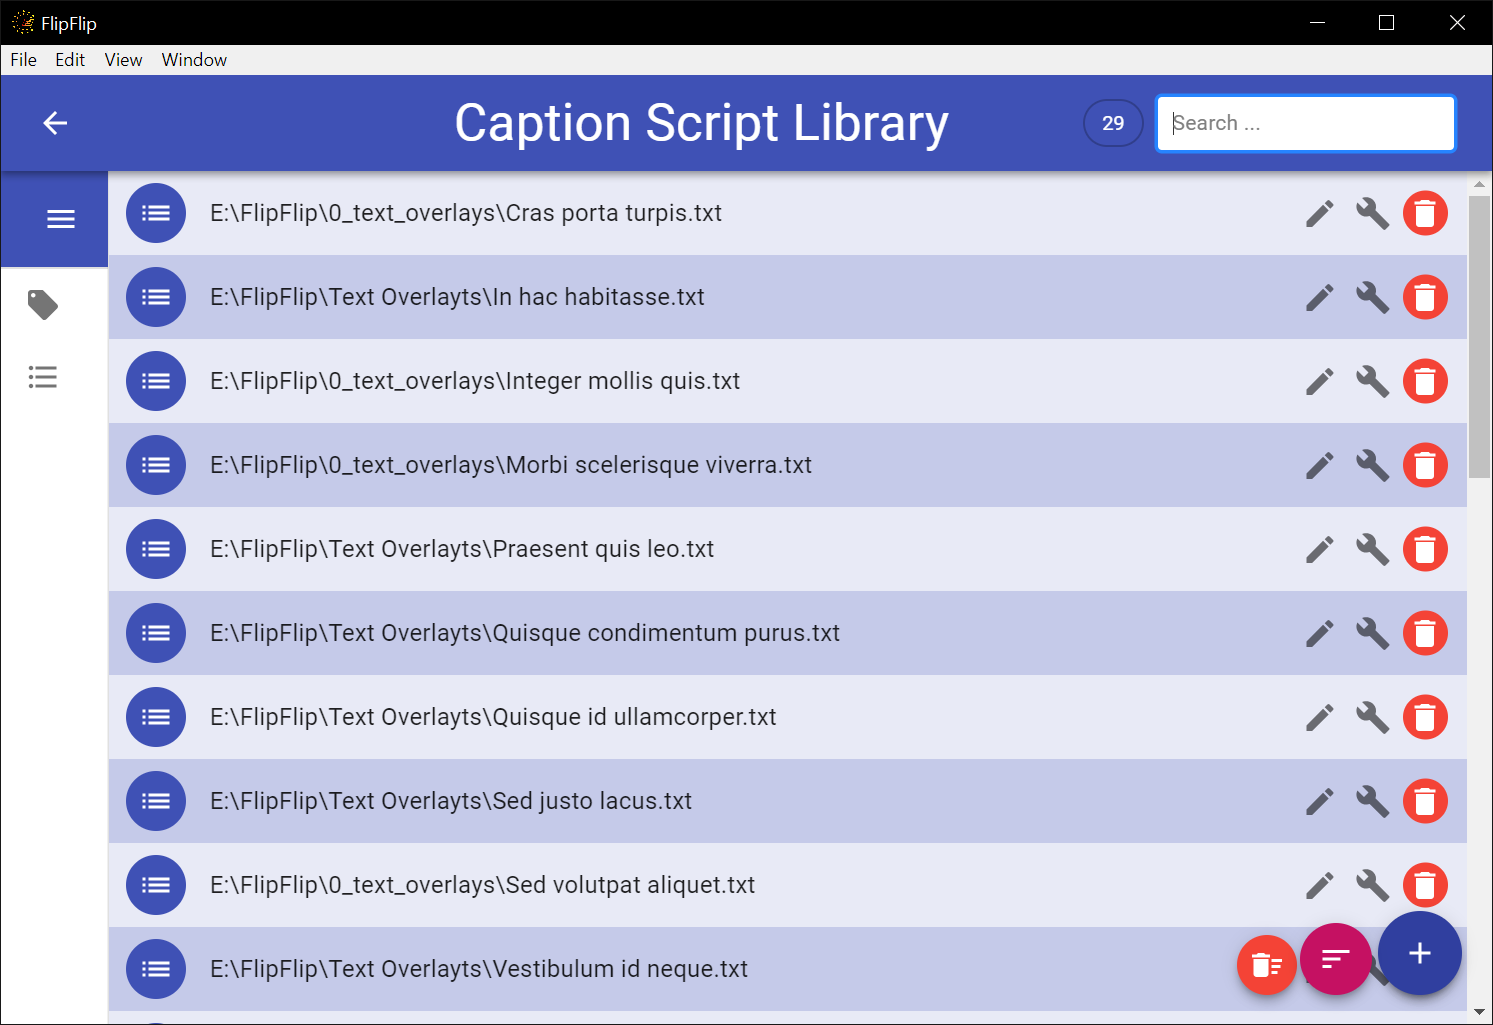 FlipFlip
File Edit View Window
Caption Script Library
29
Search ...
E:\FlipFlip\0_text_overlays\Cras porta turpis.txt
E:\FlipFlip\Text Overlayts\In hac habitasse.txt
E:\FlipFlip\0_text_overlays\Integer mollis quis.txt
E:\FlipFlip\0_text_overlays\Morbi scelerisque viverra.txt
E:\FlipFlip\Text Overlayts\Praesent quis leo.txt
E:\FlipFlip\Text Overlayts\Quisque condimentum purus.txt
E:\FlipFlip\Text Overlayts\Quisque id ullamcorper.txt
E:\FlipFlip\Text Overlayts\Sed justo lacus.txt
E:\FlipFlip\0_text_overlays\Sed volutpat aliquet.txt
E:\FlipFlip\Text Overlayts\Vestibulum id neque.txt